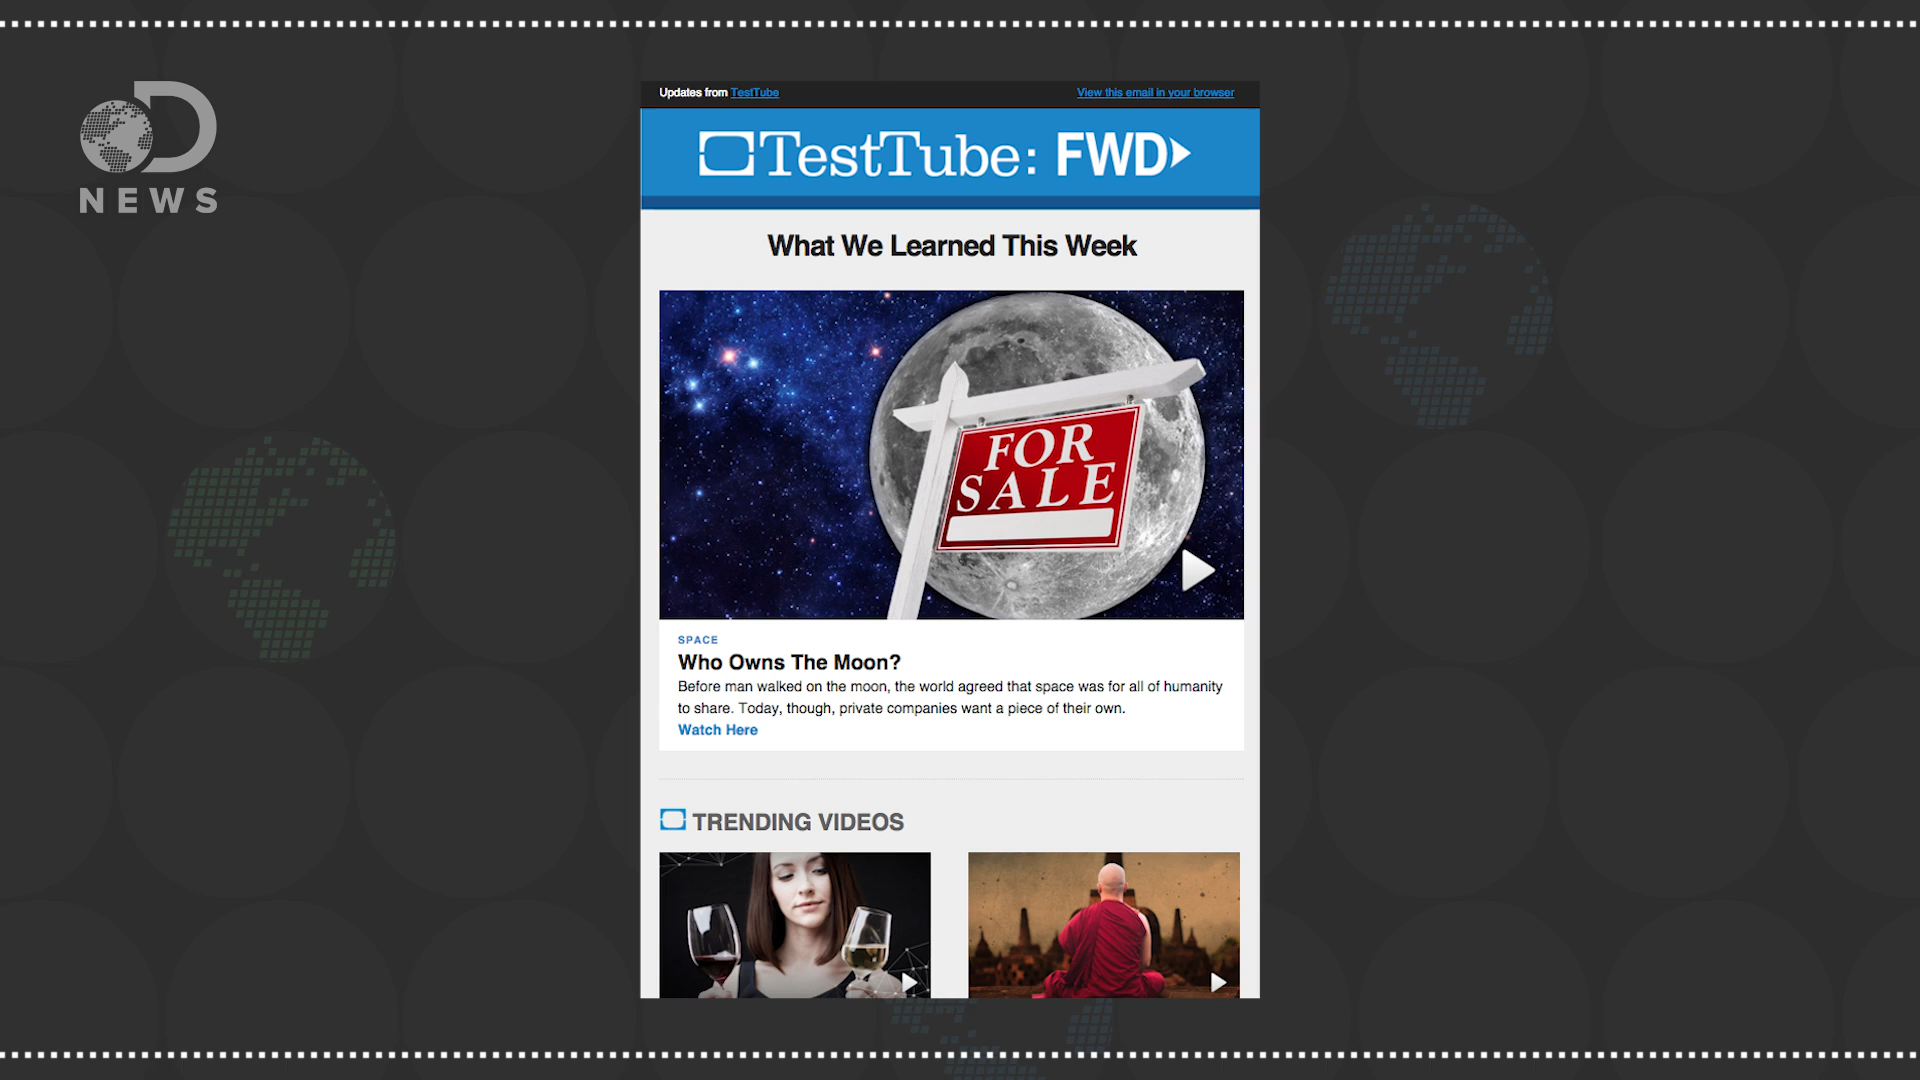 NEWS
Updates from TestTube
View this email in your browser
TestTube: FWD
What We Learned This Week
FOR
SALE
SPACE
Who Owns The Moon?
Before man walked on the moon, the world agreed that space was for all of humanity
to share. Today, though, private companies want a piece of their own.
Watch Here
TRENDING VIDEOS